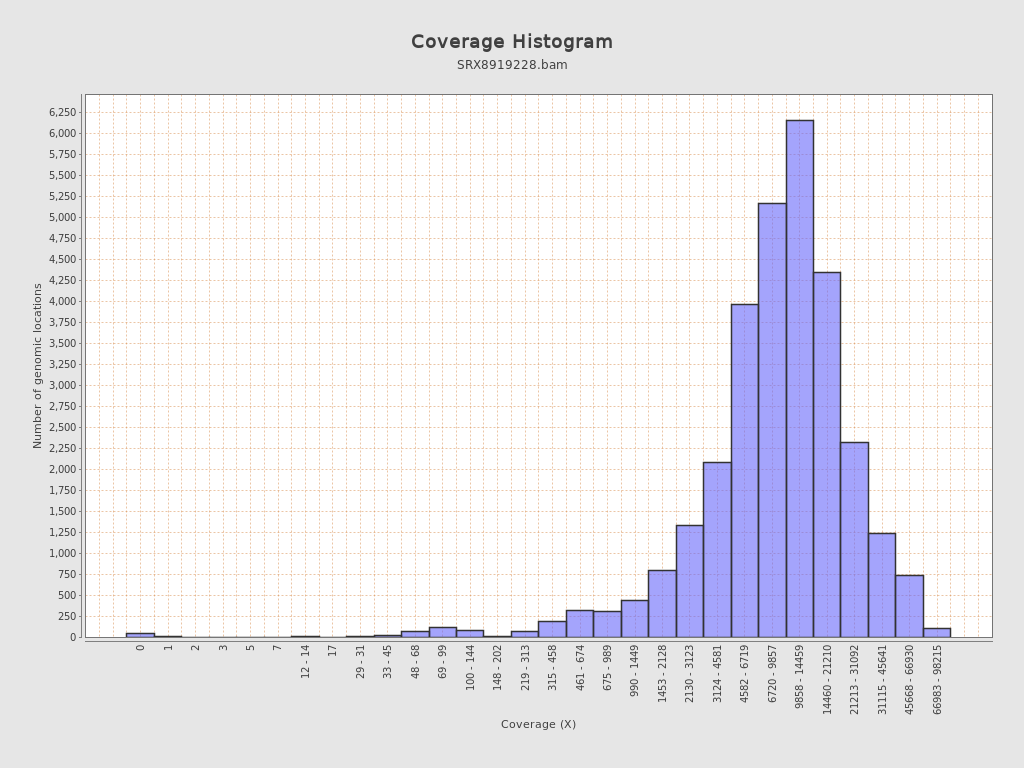 Coverage Histogram
SRX8919228.bam
Number of genomic locations
6,250
6,000
5,750
5,500
5,250
5,000
4,750
4,500
4,250
4,000
3,750
3,500
3,250
3,000
2,750
2,500
2,250
2,000
1,750
1,500
1,250
1,000
750
500
250
0
0
1
2
3
5
7
12 - 14
17
29 - 31
33 - 45
48 - 68
69 - 99
100 - 144
148 - 202
219 - 313
315 - 458
461 - 674
675 - 989
990 - 1449
1453 - 2128
2130 - 3123
3124 - 4581
4582 - 6719
6720 - 9857
9858 - 14459
14460 - 21210
21213 - 31092
31115 - 45641
45668 - 66930
66983 - 98215
Coverage (X)